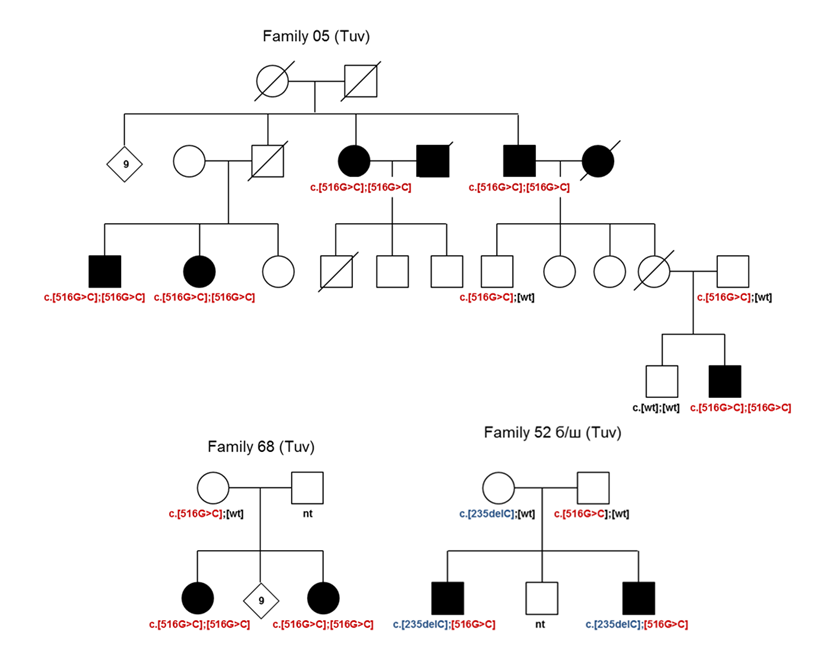 Family 05 (Tuv)
9
c.[516G>C];[516G>C]
c.[516G>C];[516G>C]
c.[516G>C];[516G>C]
c.[516G>C];[516G>C]
c.[516G>C];[wt]
c.[516G>C];[wt]
c.[wt];[wt]
c.[516G>C];[516G>C]
Family 68 (Tuv)
c.[516G>C];[wt]
nt
9
c.[516G>C];[516G>C]
c.[516G>C];[516G>C]
Family 52 б/ш (Tuv)
c.[235delC];[wt]
c.[516G>C];[wt]
c.[235delC];[516G>C]
nt
c.[235delC];[516G>C]